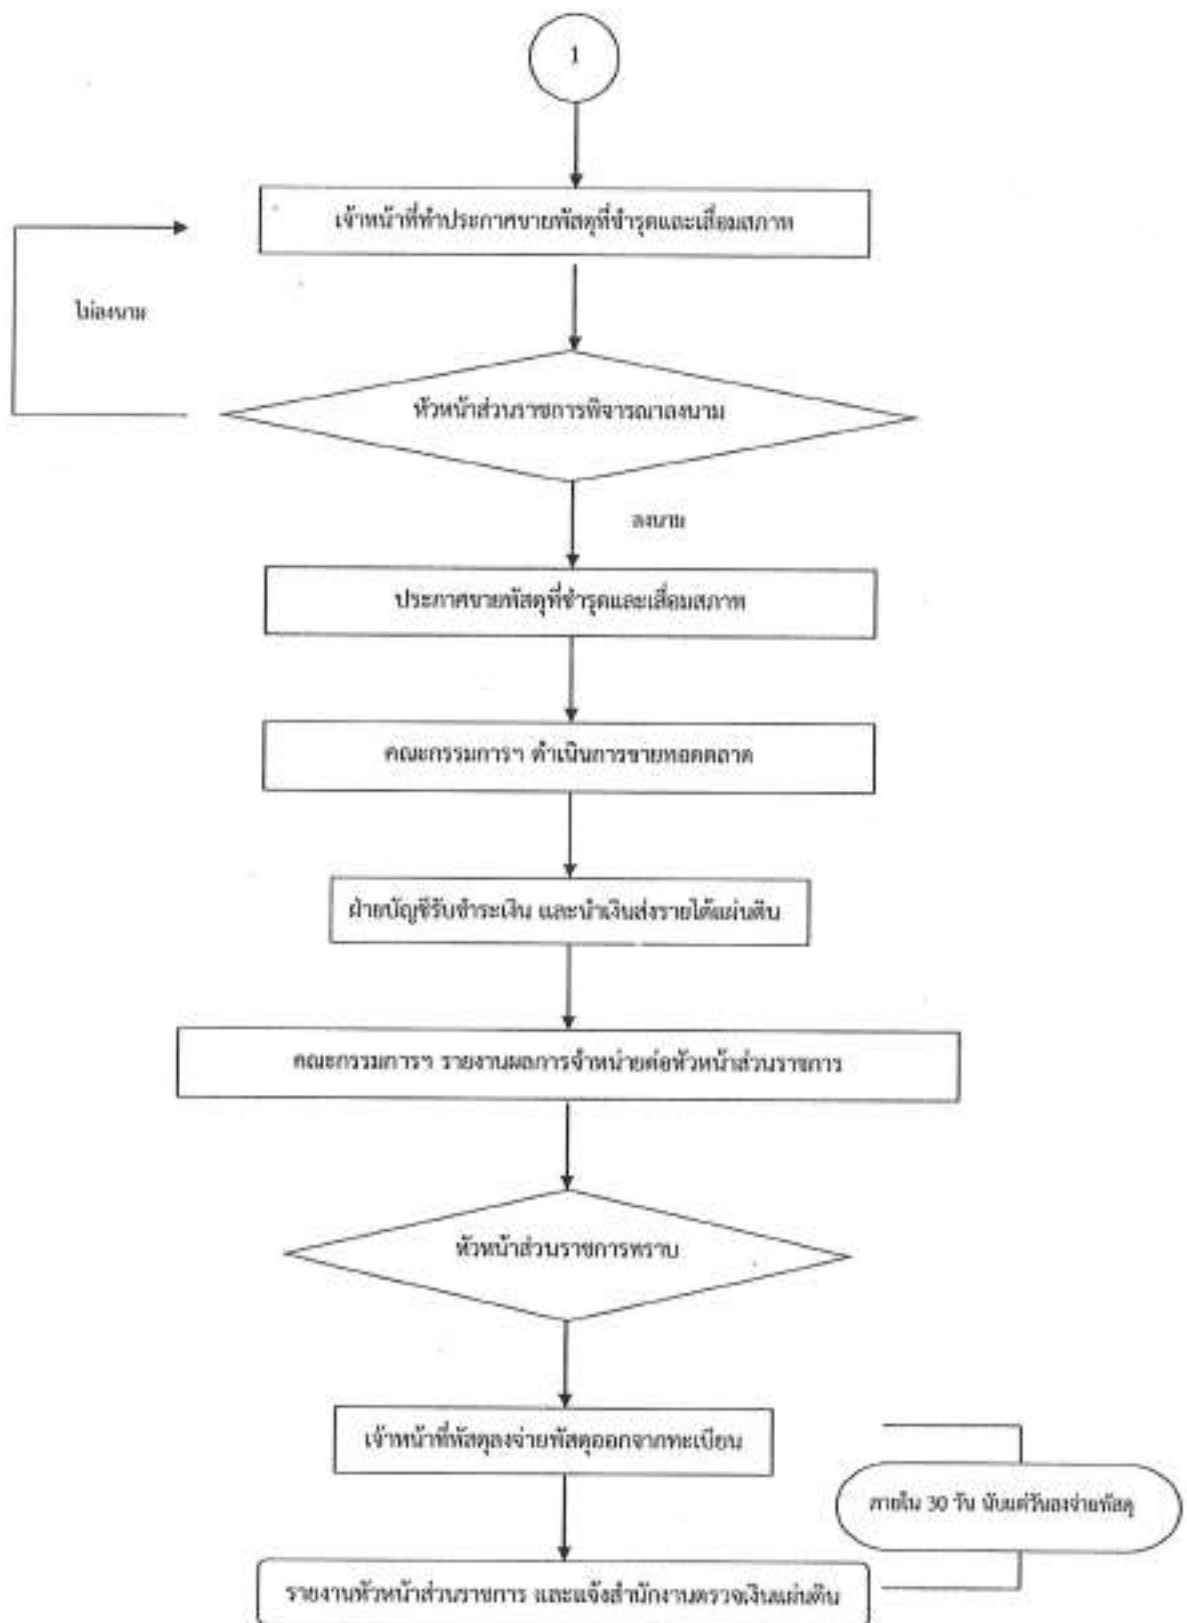 1
เจ้าหน้าที่ทำประกาศขายพัสดุที่ชำรุดและเสื่อมสภาพ
ไม่ลงนาม
หัวหน้าส่วนราชการพิจารณาลงนาม
ลงนาม
ประกาศขายพัสดุที่ชำรุดและเสื่อมสภาพ
คณะกรรมการฯ ดำเนินการขายทอดตลาด
ฝ่ายบัญชีรับชำระเงิน และนำเงินส่งรายได้แผ่นดิน
คณะกรรมการฯ รายงานผลการจำหน่ายต่อหัวหน้าส่วนราชการ
หัวหน้าส่วนราชการทราบ
เจ้าหน้าที่พัสดุลงจ่ายพัสดุออกจากทะเบียน
ภายใน 30 วัน นับแต่วันลงจ่ายพัสดุ
รายงานหัวหน้าส่วนราชการ และแจ้งสำนักงานตรวจเงินแผ่นดิน